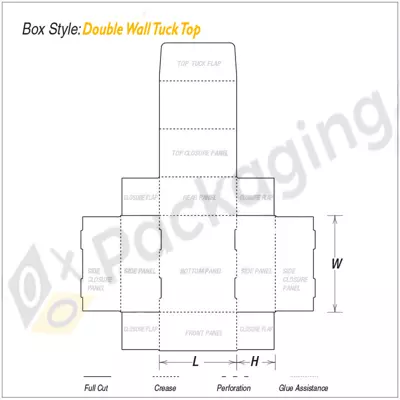 Box Style: Double Wall Tuck Top
TOP TUCK FLAP
TOP CLOSURE PANEL
CLOSURE FLAP
REAR PANEL
CLOSURE FLAP
SIDE CLOSURE PANEL
SIDE PANEL
BOTTOM PANEL
SIDE PANEL
SIDE CLOSURE PANEL
W
CLOSURE FLAP
FRONT PANEL
CLOSURE FLAP
L
H
Full Cut
Crease
Perforation
Glue Assistance
Packaging